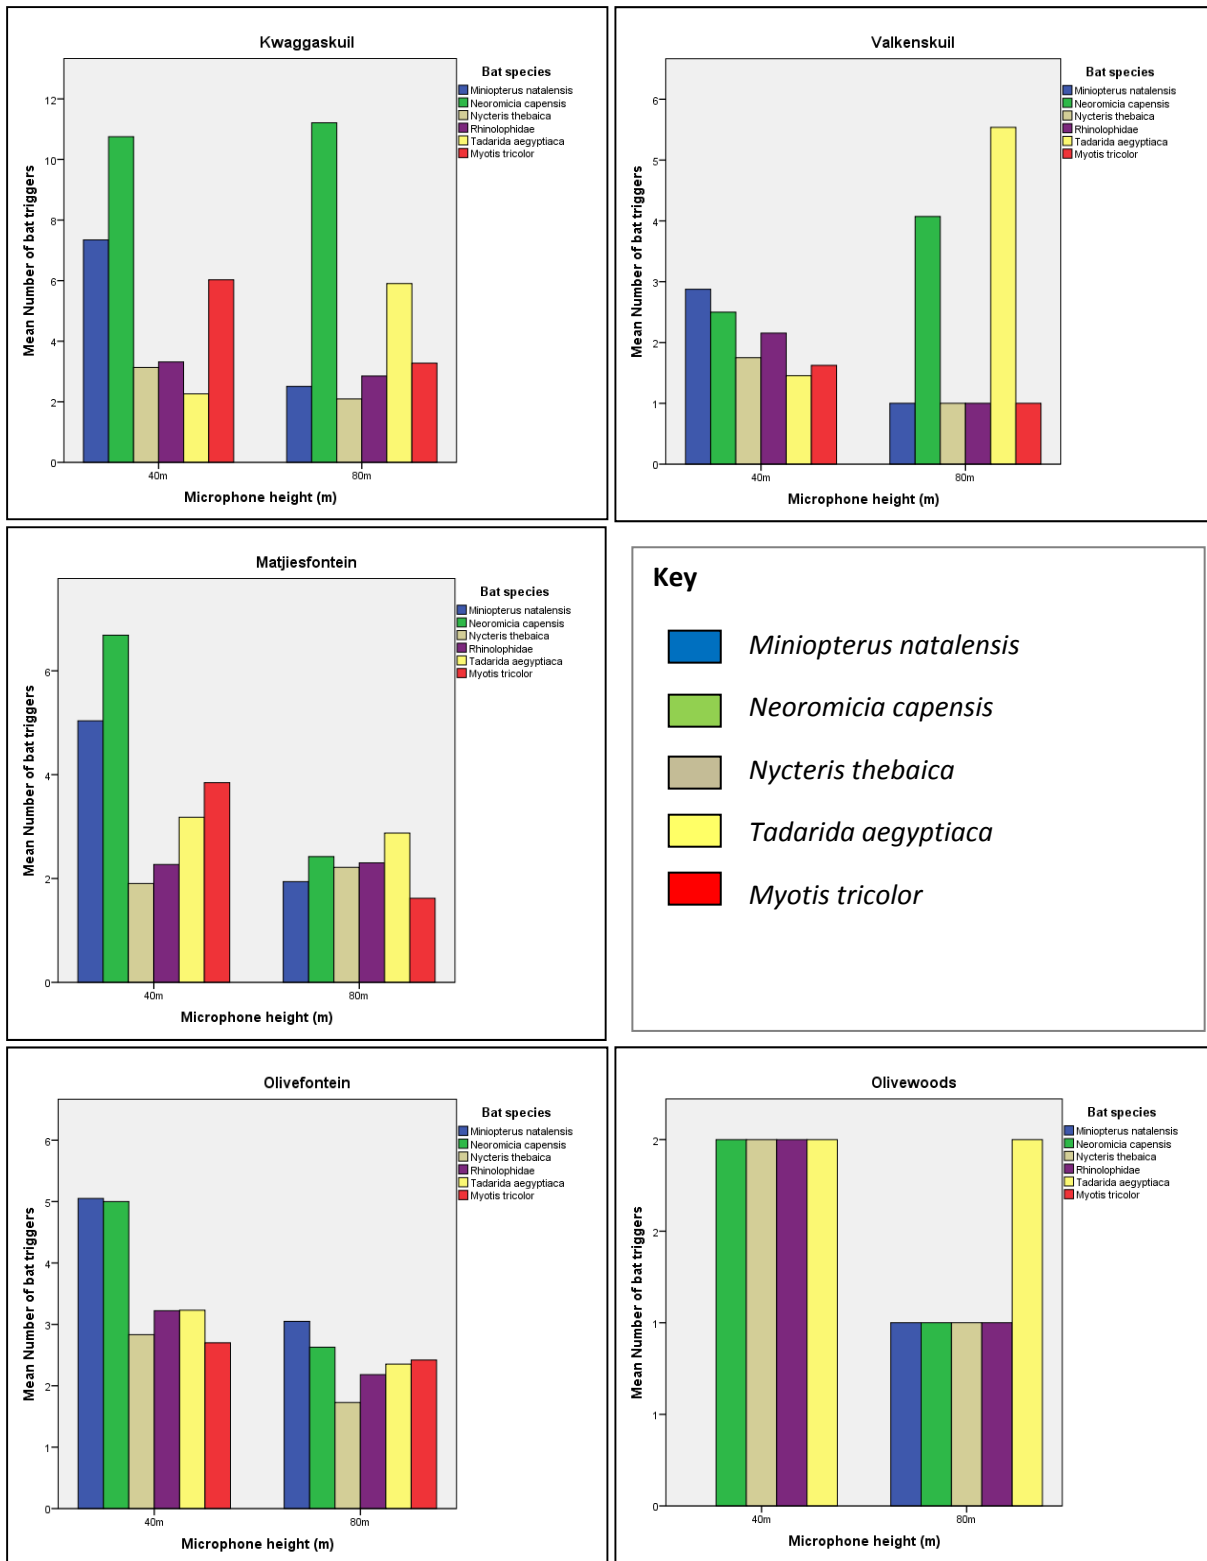 Kwaggaskuil
Mean Number of bat triggers
12
10
8
6
4
2
0
40m
80m
Microphone height (m)
Bat species
Miniopterus natalensis
Neoromicia capensis
Nycteris thebaica
Rhinolophidae
Tadarida aegyptiaca
Myotis tricolor
Valkenskuil
Mean Number of bat triggers
6
5
4
3
2
1
0
40m
80m
Microphone height (m)
Bat species
Miniopterus natalensis
Neoromicia capensis
Nycteris thebaica
Rhinolophidae
Tadarida aegyptiaca
Myotis tricolor
Matjiesfontein
Mean Number of bat triggers
6
4
2
0
40m
80m
Microphone height (m)
Bat species
Miniopterus natalensis
Neoromicia capensis
Nycteris thebaica
Rhinolophidae
Tadarida aegyptiaca
Myotis tricolor
Key
Miniopterus natalensis
Neoromicia capensis
Nycteris thebaica
Tadarida aegyptiaca
Myotis tricolor
Olivefontein
Mean Number of bat triggers
6
5
4
3
2
1
0
40m
80m
Microphone height (m)
Bat species
Miniopterus natalensis
Neoromicia capensis
Nycteris thebaica
Rhinolophidae
Tadarida aegyptiaca
Myotis tricolor
Olivewoods
Mean Number of bat triggers
2
2
1
1
0
40m
80m
Microphone height (m)
Bat species
Miniopterus natalensis
Neoromicia capensis
Nycteris thebaica
Rhinolophidae
Tadarida aegyptiaca
Myotis tricolor